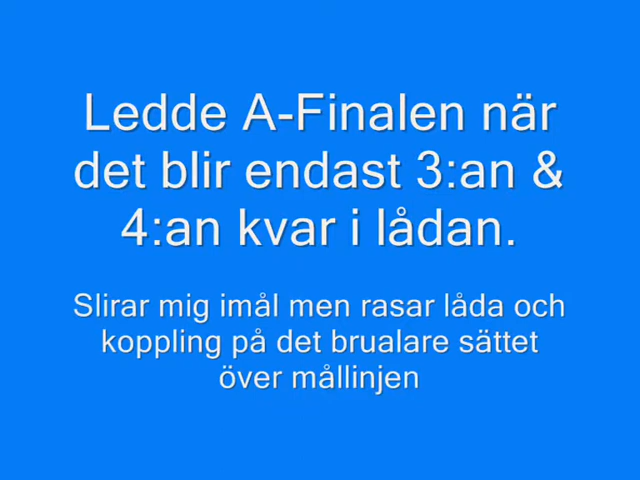 Ledde A-Finalen när
det blir endast 3:an &
4:an kvar i lådan.
Slirar mig imål men rasar låda och
koppling på det brualare sättet
över mållinjen